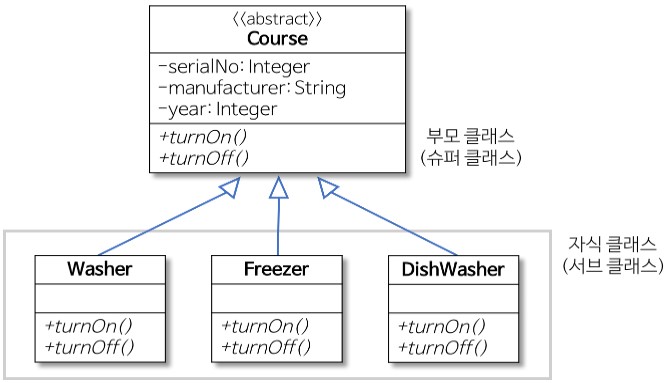 《abstract》
Course
-serialNo: Integer
-manufacturer: String
-year: Integer
+turnOn()
+turnOff()
부모 클래스
(슈퍼 클래스)
자식 클래스
(서브 클래스)
Washer
+turnOn()
+turnOff()
Freezer
+turnOn()
+turnOff()
DishWasher
+turnOn()
+turnOff()